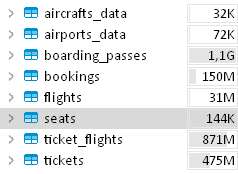 aircrafts_data 32K
airports_data 72K
boarding_passes 1,1G
bookings 150M
flights 31M
seats 144K
ticket_flights 871M
tickets 475M